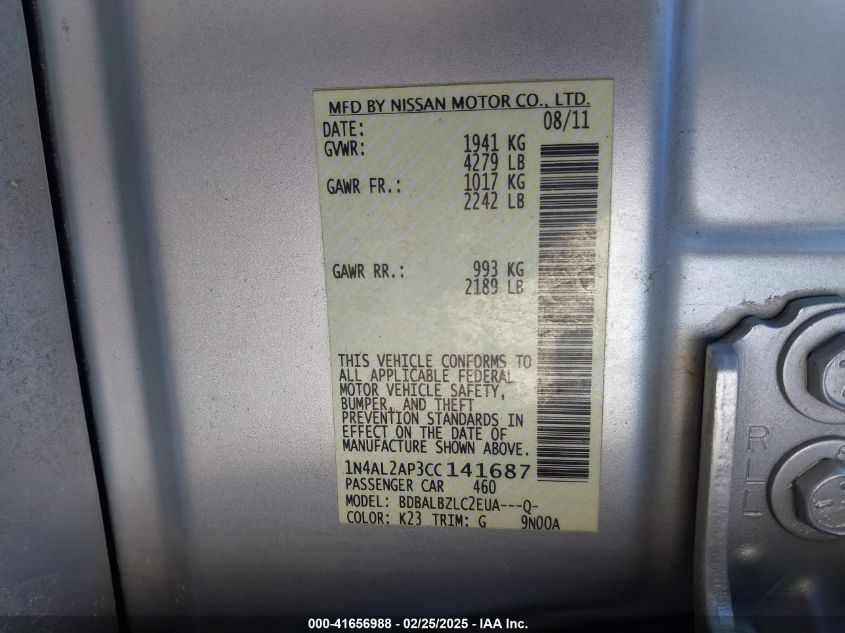 MFD BY NISSAN MOTOR CO., LTD.
DATE: 08/11
GVWR: 1941 KG
4279 LB
GAWR FR.: 1017 KG
2242 LB
GAWR RR.: 993 KG
2189 LB
THIS VEHICLE CONFORMS TO
ALL APPLICABLE FEDERAL
MOTOR VEHICLE SAFETY,
BUMPER, AND THEFT
PREVENTION STANDARDS IN
EFFECT ON THE DATE OF
MANUFACTURE SHOWN ABOVE.
1N4AL2AP3CC141687
PASSENGER CAR 460
MODEL: BDBALBZLC2EUA---Q-
COLOR: K23 TRIM: G 9N00A
RLL
000-41656988 — 02/25/2025 — IAA Inc.